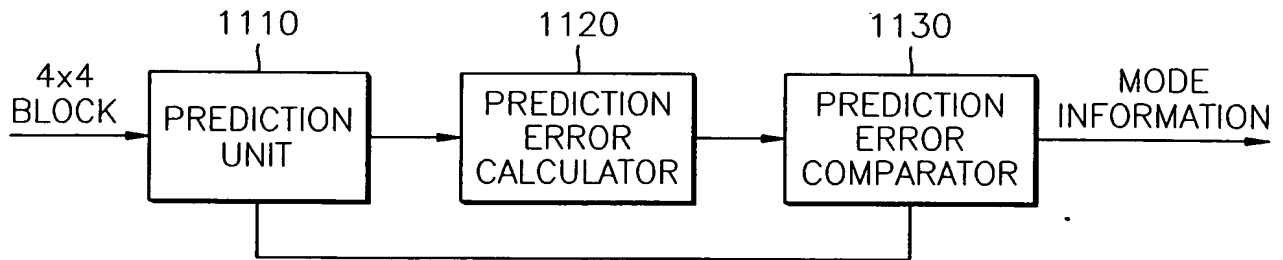 1110
1120
1130
4x4
BLOCK
PREDICTION
UNIT
PREDICTION
ERROR
CALCULATOR
PREDICTION
ERROR
COMPARATOR
MODE
INFORMATION